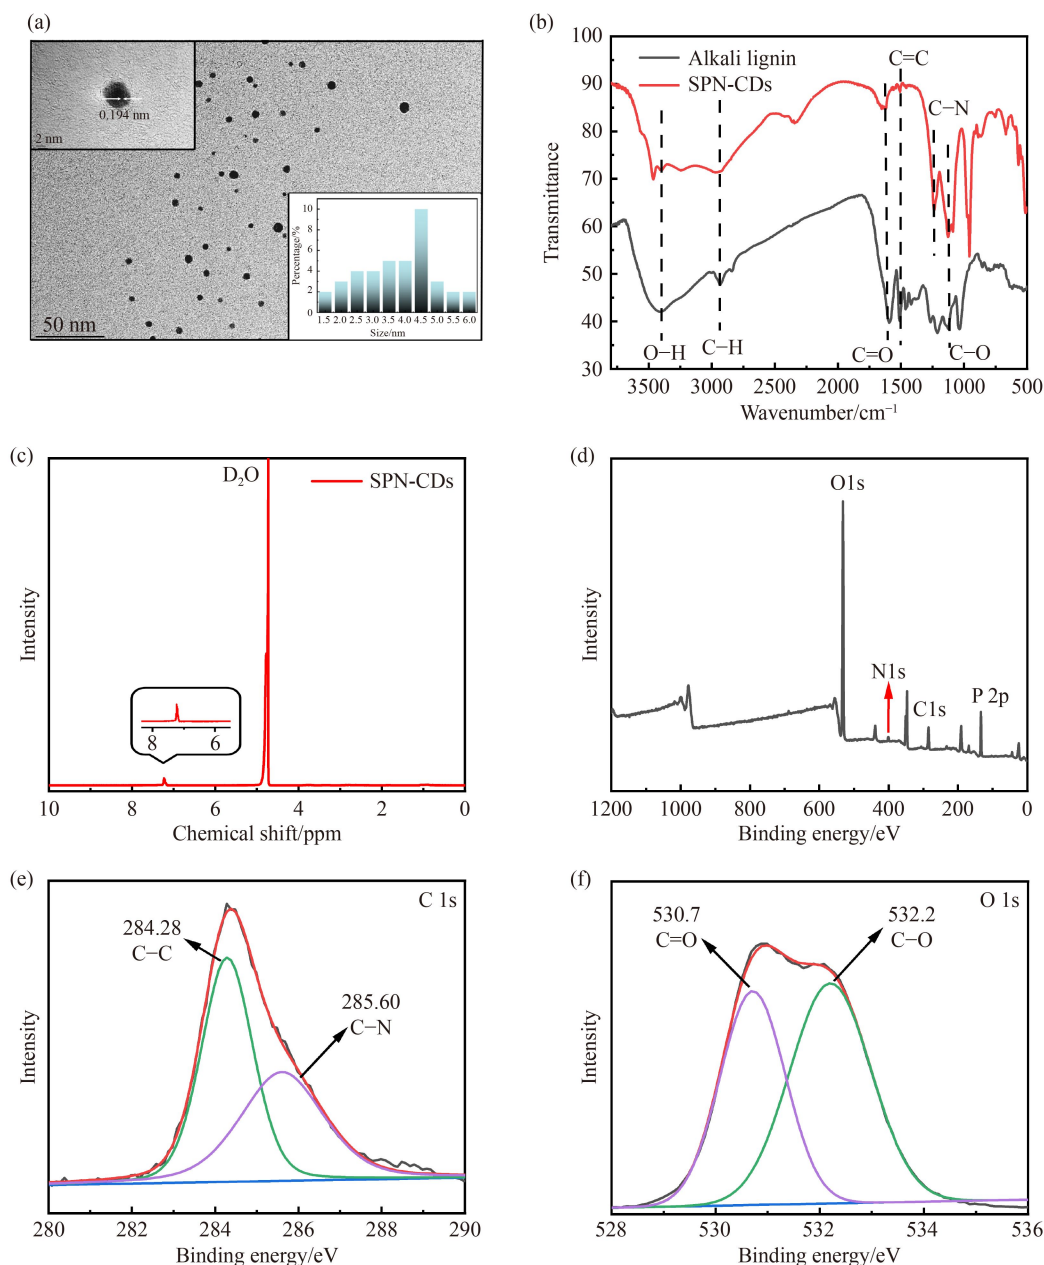 (a)
0.194 nm
2 nm
50 nm
Percentage/%
10
8
6
4
2
0
1.5 2.0 2.5 3.0 3.5 4.0 4.5 5.0 5.5 6.0
Size/nm
(b)
Transmittance
100
90
80
70
60
50
40
30
Alkali lignin
SPN-CDs
C=C
C−N
O−H
C−H
C=O
C−O
3500 3000 2500 2000 1500 1000 500
Wavenumber/cm⁻¹
(c)
Intensity
D₂O
SPN-CDs
8 6
10 8 6 4 2 0
Chemical shift/ppm
(d)
Intensity
O1s
N1s
C1s
P 2p
1200 1000 800 600 400 200 0
Binding energy/eV
(e)
Intensity
C 1s
284.28
C−C
285.60
C−N
280 282 284 286 288 290
Binding energy/eV
(f)
Intensity
O 1s
530.7
C=O
532.2
C−O
528 530 532 534 536
Binding energy/eV